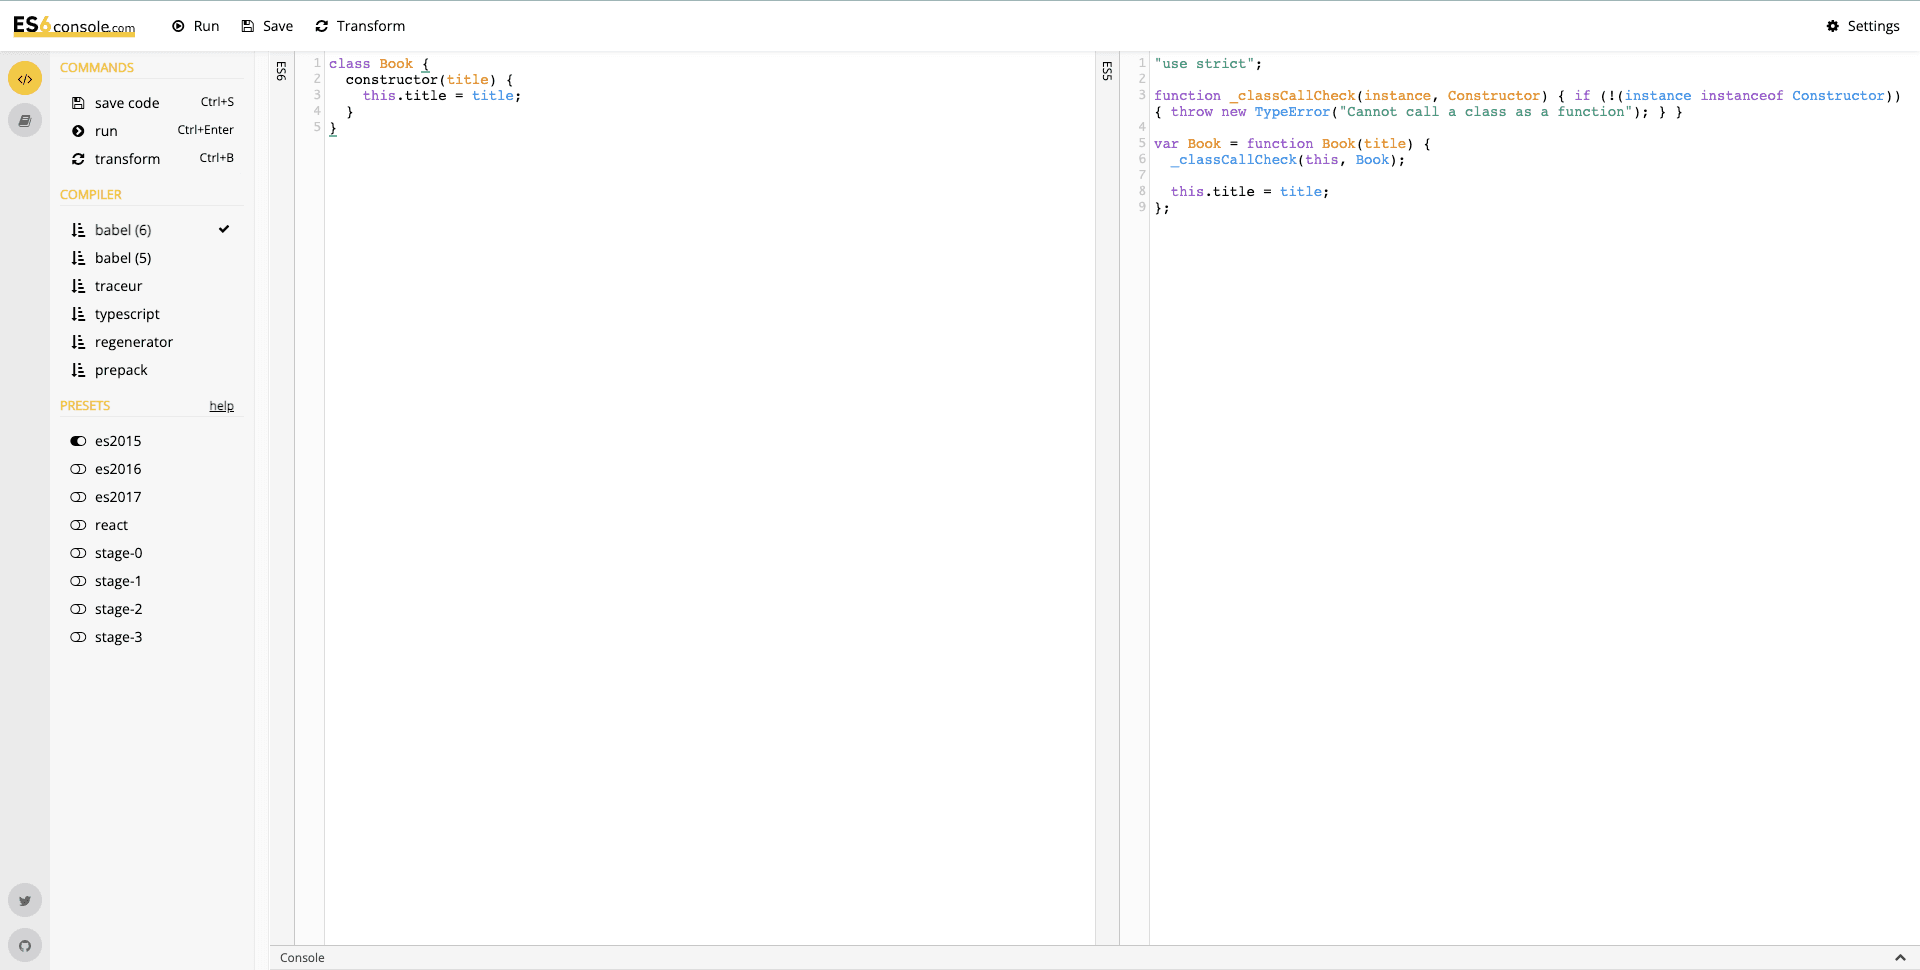 ES6console.com Run Save Transform Settings
COMMANDS
save code Ctrl+S
run Ctrl+Enter
transform Ctrl+B
COMPILER
babel (6)
babel (5)
traceur
typescript
regenerator
prepack
PRESETS help
es2015
es2016
es2017
react
stage-0
stage-1
stage-2
stage-3
ES6
1 class Book {
2   constructor(title) {
3     this.title = title;
4   }
5 }
ES5
1 "use strict";
2
3 function _classCallCheck(instance, Constructor) { if (!(instance instanceof Constructor))
{ throw new TypeError("Cannot call a class as a function"); } }
4
5 var Book = function Book(title) {
6   _classCallCheck(this, Book);
7
8   this.title = title;
9 };
Console